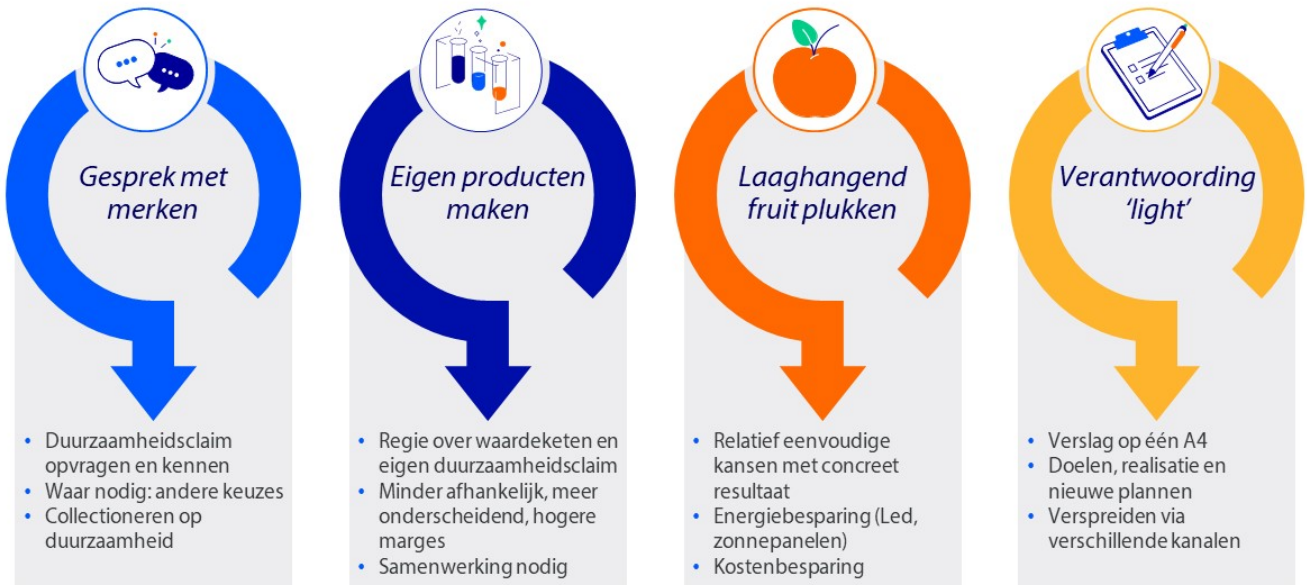 Gesprek met
merken
• Duurzaamheidsclaim
opvragen en kennen
• Waar nodig: andere keuzes
• Collectioneren op
duurzaamheid
Eigen producten
maken
• Regie over waardeketen en
eigen duurzaamheidsclaim
• Minder afhankelijk, meer
onderscheidend, hogere
marges
• Samenwerking nodig
Laaghangend
fruit plukken
• Relatief eenvoudige
kansen met concreet
resultaat
• Energiebesparing (Led,
zonnepanelen)
• Kostenbesparing
Verantwoording
‘light’
• Verslag op één A4
• Doelen, realisatie en
nieuwe plannen
• Verspreiden via
verschillende kanalen